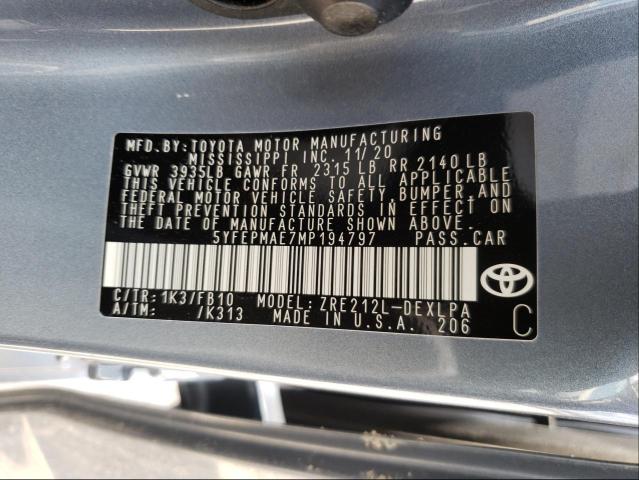 MFD.BY:TOYOTA MOTOR MANUFACTURING
MISSISSIPPI INC. 11/20
GVWR 3935LB GAWR FR 2315 LB RR 2140 LB
THIS VEHICLE CONFORMS TO ALL APPLICABLE
FEDERAL MOTOR VEHICLE SAFETY, BUMPER, AND
THEFT PREVENTION STANDARDS IN EFFECT ON
THE DATE OF MANUFACTURE SHOWN ABOVE.
5YFEPMAE7MP194797 PASS.CAR
C/TR: 1K3/FB10 MODEL: ZRE212L-DEXLPA
A/TM: /K313 MADE IN U.S.A. 206
C